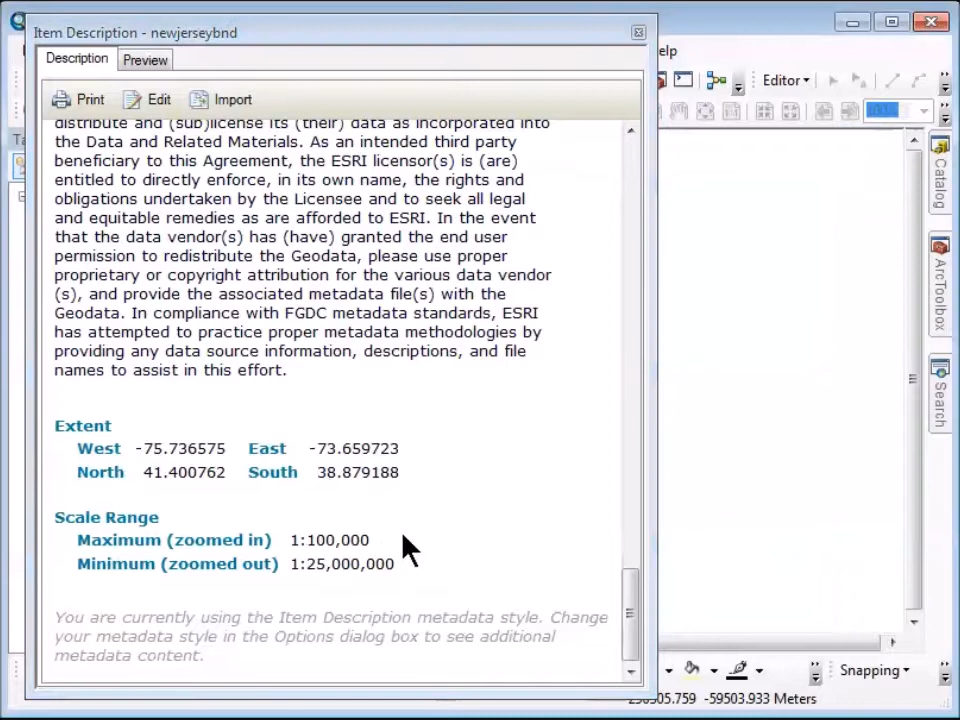 Item Description - newjerseybnd
Description Preview
elp
Print Edit Import
Editor
distribute and (sub)license its (their) data as incorporated into
the Data and Related Materials. As an intended third party
beneficiary to this Agreement, the ESRI licensor(s) is (are)
entitled to directly enforce, in its own name, the rights and
obligations undertaken by the Licensee and to seek all legal
and equitable remedies as are afforded to ESRI. In the event
that the data vendor(s) has (have) granted the end user
permission to redistribute the Geodata, please use proper
proprietary or copyright attribution for the various data vendor
(s), and provide the associated metadata file(s) with the
Geodata. In compliance with FGDC metadata standards, ESRI
has attempted to practice proper metadata methodologies by
providing any data source information, descriptions, and file
names to assist in this effort.
Extent
West -75.736575 East -73.659723
North 41.400762 South 38.879188
Scale Range
Maximum (zoomed in) 1:100,000
Minimum (zoomed out) 1:25,000,000
You are currently using the Item Description metadata style. Change
your metadata style in the Options dialog box to see additional
metadata content.
Catalog
ArcToolbox
Search
Snapping
-59503.933 Meters